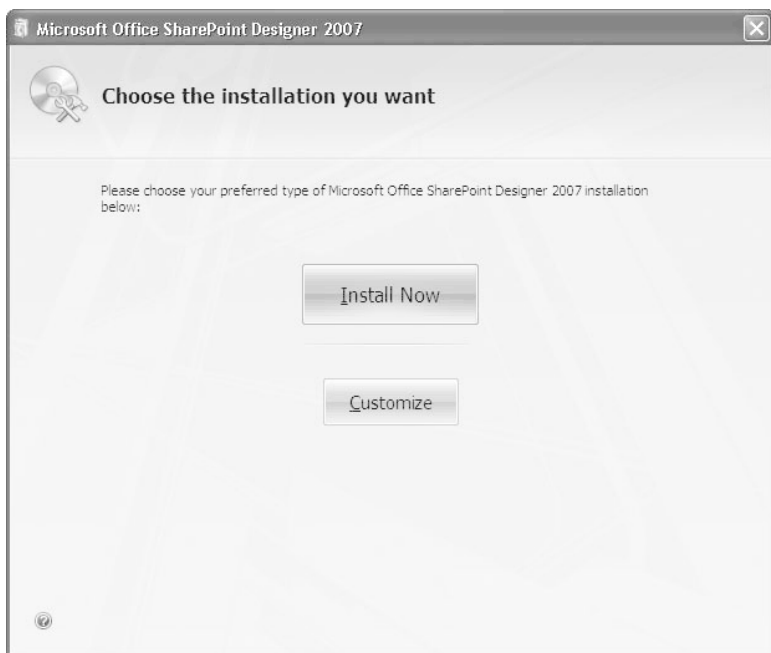 Microsoft Office SharePoint Designer 2007
Choose the installation you want
Please choose your preferred type of Microsoft Office SharePoint Designer 2007 installation
below:
Install Now
Customize